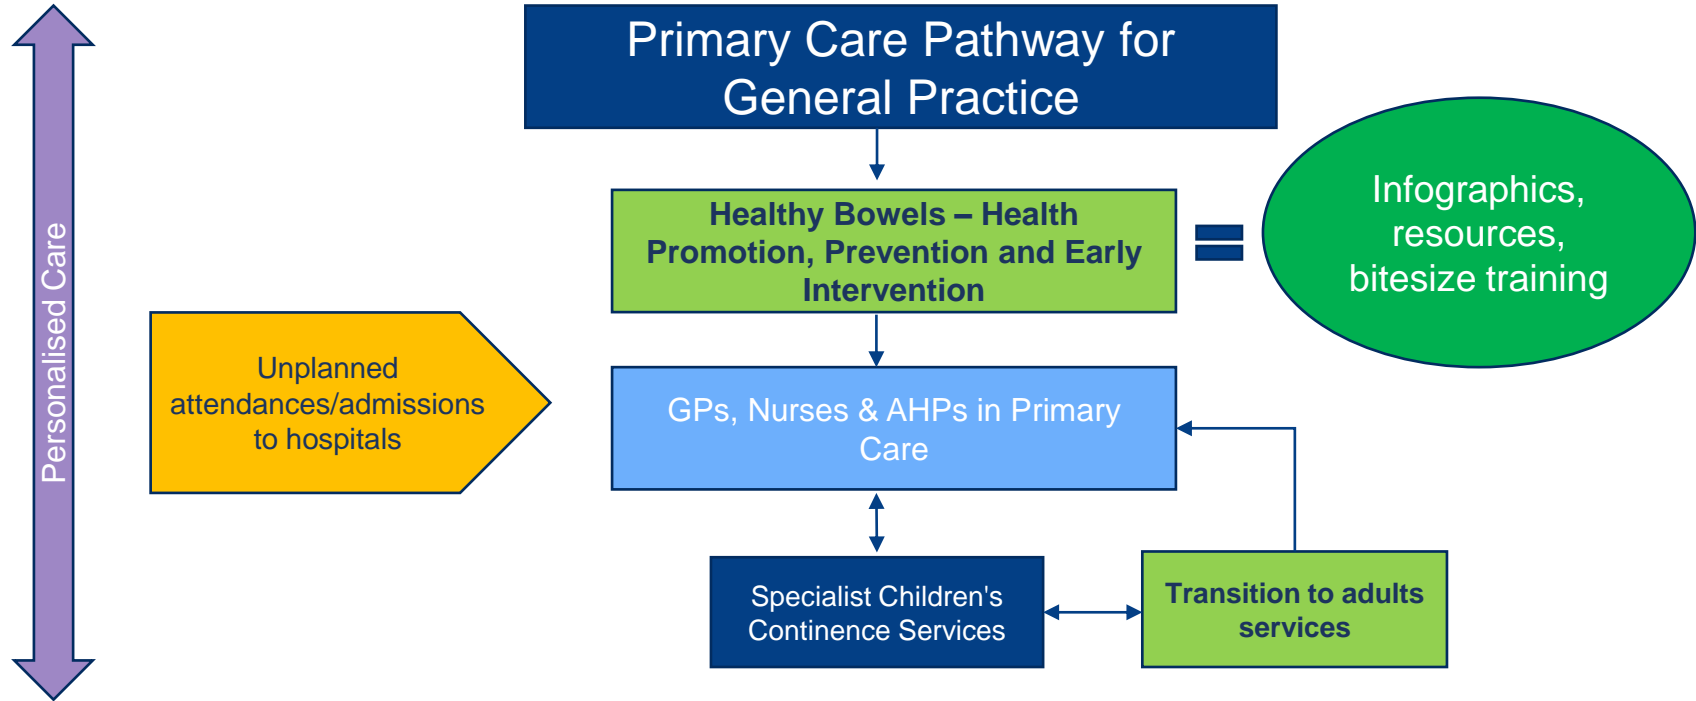 Primary Care Pathway for
General Practice
Healthy Bowels – Health
Promotion, Prevention and Early
Intervention
Infographics,
resources,
bitesize training
Personalised Care
Unplanned
attendances/admissions
to hospitals
GPs, Nurses & AHPs in Primary
Care
Specialist Children's
Continence Services
Transition to adults
services